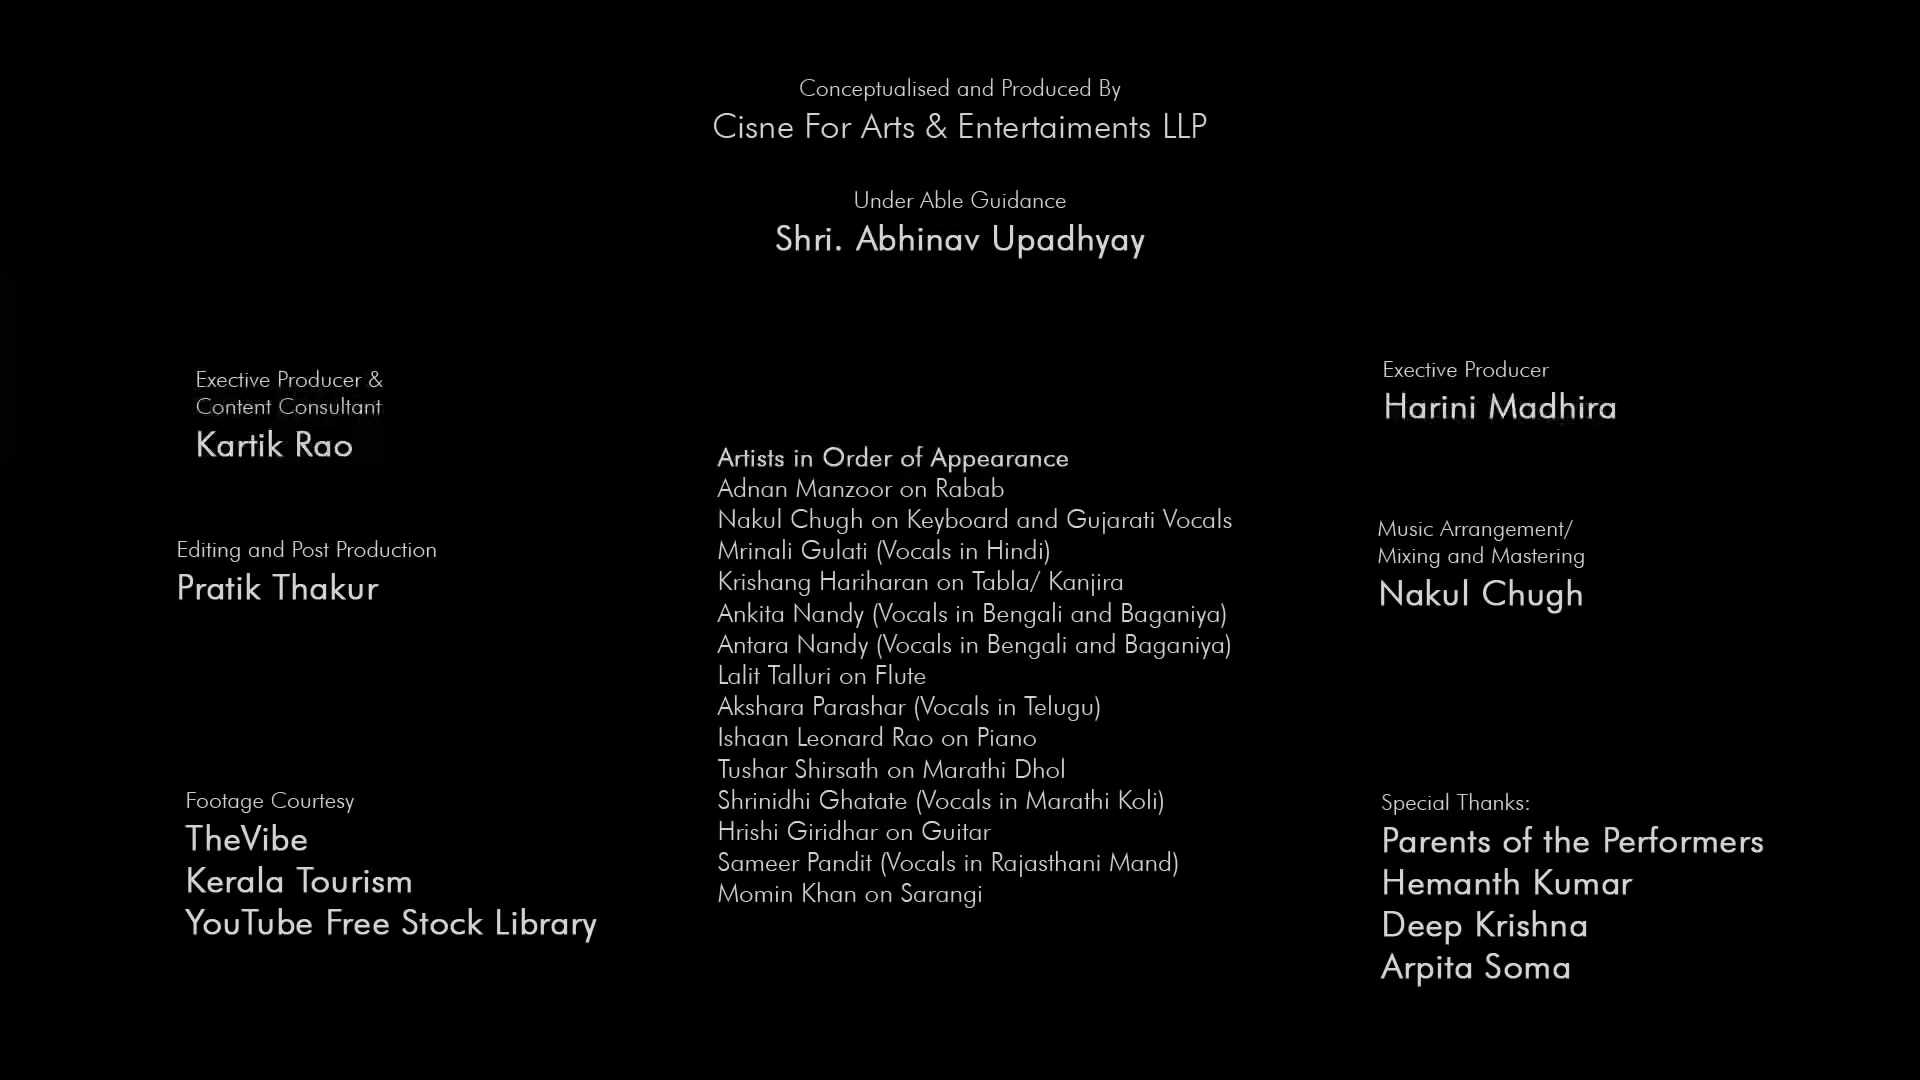 Conceptualised and Produced By
Cisne For Arts & Entertaiments LLP
Under Able Guidance
Shri. Abhinav Upadhyay
Exective Producer &
Content Consultant
Kartik Rao
Editing and Post Production
Pratik Thakur
Footage Courtesy
TheVibe
Kerala Tourism
YouTube Free Stock Library
Artists in Order of Appearance
Adnan Manzoor on Rabab
Nakul Chugh on Keyboard and Gujarati Vocals
Mrinali Gulati (Vocals in Hindi)
Krishang Hariharan on Tabla/ Kanjira
Ankita Nandy (Vocals in Bengali and Baganiya)
Antara Nandy (Vocals in Bengali and Baganiya)
Lalit Talluri on Flute
Akshara Parashar (Vocals in Telugu)
Ishaan Leonard Rao on Piano
Tushar Shirsath on Marathi Dhol
Shrinidhi Ghatate (Vocals in Marathi Koli)
Hrishi Giridhar on Guitar
Sameer Pandit (Vocals in Rajasthani Mand)
Momin Khan on Sarangi
Exective Producer
Harini Madhira
Music Arrangement/
Mixing and Mastering
Nakul Chugh
Special Thanks:
Parents of the Performers
Hemanth Kumar
Deep Krishna
Arpita Soma